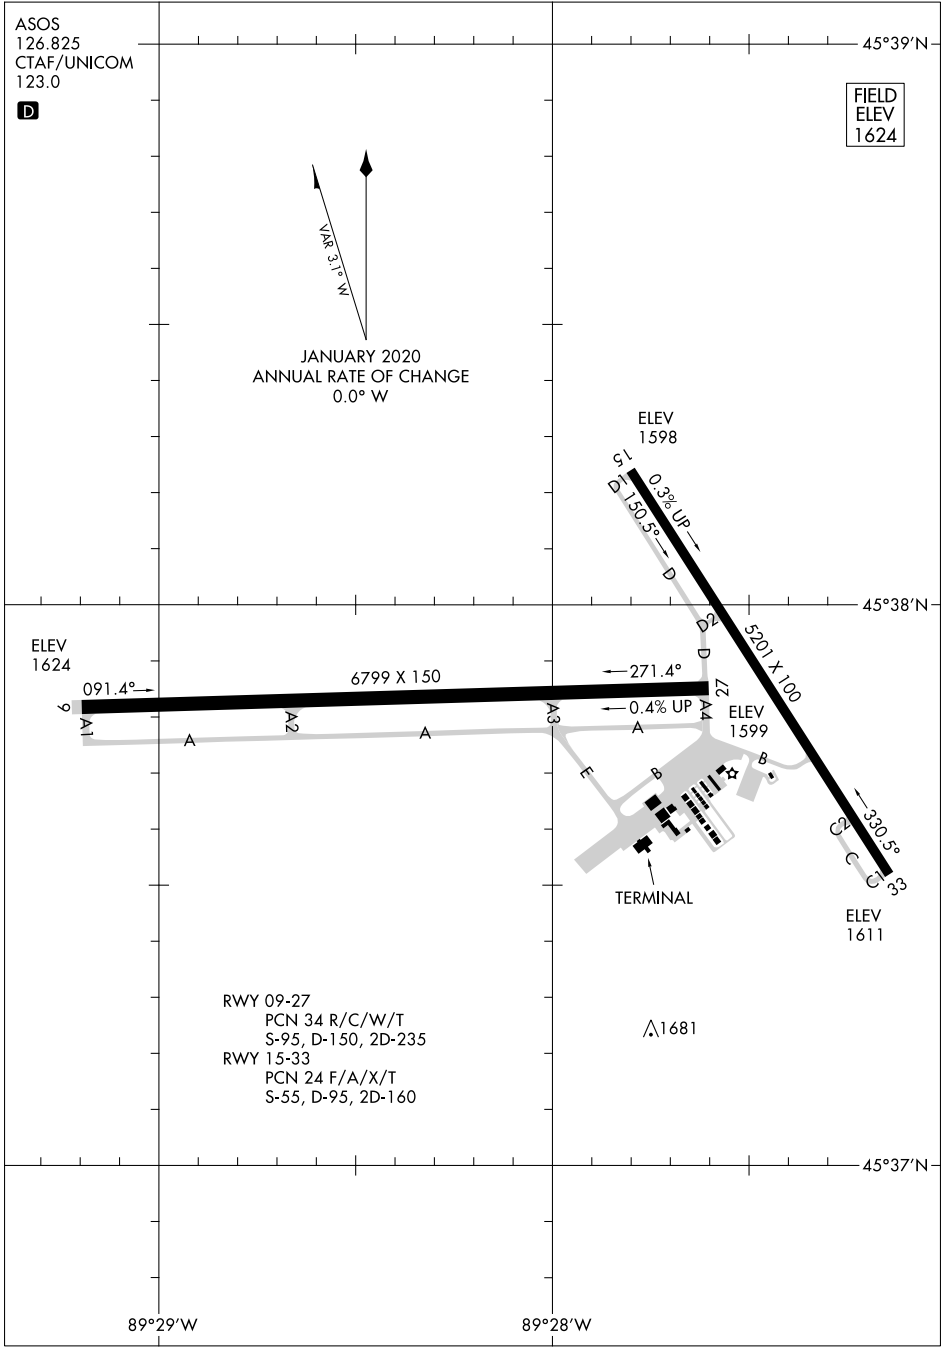 ASOS
126.825
CTAF/UNICOM
123.0
D
45°39'N
FIELD
ELEV
1624
VAR 3.1° W
JANUARY 2020
ANNUAL RATE OF CHANGE
0.0° W
ELEV
1598
15
D1
0.3% UP
150.5°
D
45°38'N
D2
D
5201 X 100
ELEV
1624
091.4°
6799 X 150
271.4°
9
27
0.4% UP
A1
A2
A3
A4
ELEV
1599
A
A
A
E
B
B
C2
330.5°
C
C1
33
TERMINAL
ELEV
1611
RWY 09-27
PCN 34 R/C/W/T
S-95, D-150, 2D-235
RWY 15-33
PCN 24 F/A/X/T
S-55, D-95, 2D-160
1681
45°37'N
89°29'W
89°28'W